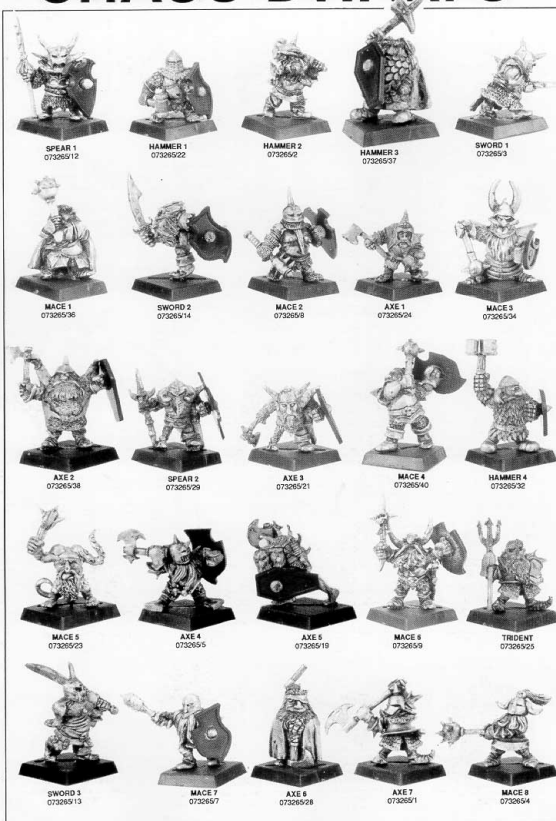 SPEAR 1
073265/12
HAMMER 1
073265/22
HAMMER 2
073265/2
HAMMER 3
073265/37
SWORD 1
073265/3
MACE 1
073265/36
SWORD 2
073265/14
MACE 2
073265/8
AXE 1
073265/24
MACE 3
073265/34
AXE 2
073265/38
SPEAR 2
073265/29
AXE 3
073265/21
MACE 4
073265/40
HAMMER 4
073265/32
MACE 5
073265/23
AXE 4
073265/5
AXE 5
073265/19
MACE 6
073265/9
TRIDENT
073265/25
SWORD 3
073265/13
MACE 7
073265/7
AXE 6
073265/28
AXE 7
073265/1
MACE 8
073265/4